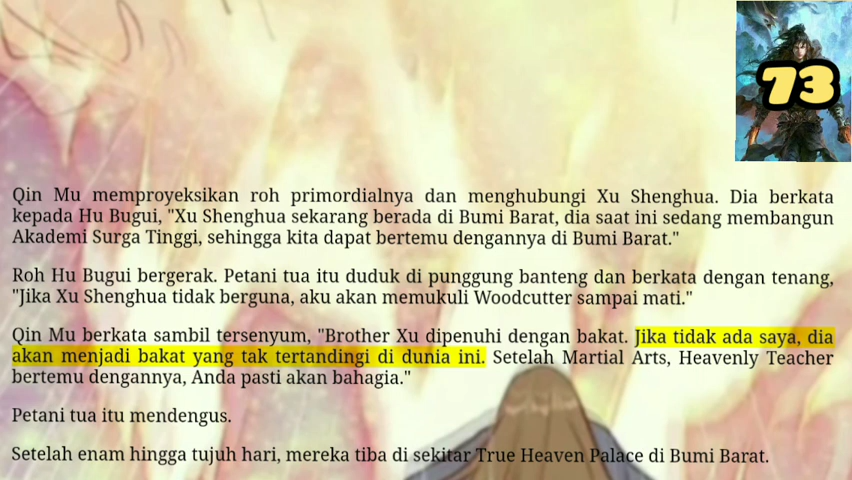 73
Qin Mu memproyeksikan roh primordialnya dan menghubungi Xu Shenghua. Dia berkata
kepada Hu Bugui, "Xu Shenghua sekarang berada di Bumi Barat, dia saat ini sedang membangun
Akademi Surga Tinggi, sehingga kita dapat bertemu dengannya di Bumi Barat."
Roh Hu Bugui bergerak. Petani tua itu duduk di punggung banteng dan berkata dengan tenang,
"Jika Xu Shenghua tidak berguna, aku akan memukuli Woodcutter sampai mati."
Qin Mu berkata sambil tersenyum, "Brother Xu dipenuhi dengan bakat. Jika tidak ada saya, dia
akan menjadi bakat yang tak tertandingi di dunia ini. Setelah Martial Arts, Heavenly Teacher
bertemu dengannya, Anda pasti akan bahagia."
Petani tua itu mendengus.
Setelah enam hingga tujuh hari, mereka tiba di sekitar True Heaven Palace di Bumi Barat.